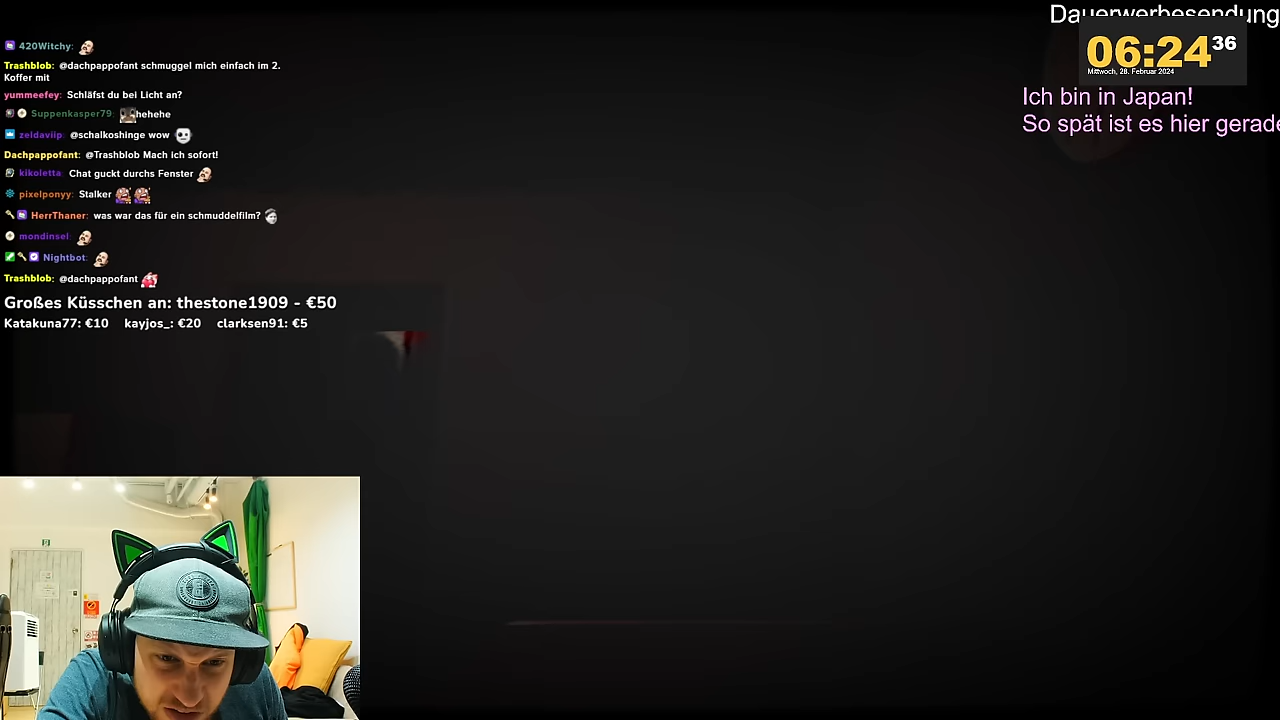 Dauerwerbesendung
06:24 36
Mittwoch, 28. Februar 2024
Ich bin in Japan!
So spät ist es hier gerade
420Witchy:
Trashblob: @dachpappofant schmuggel mich einfach im 2.
Koffer mit
yummeefey: Schläfst du bei Licht an?
Suppenkasper79: hehehe
zeldaviip: @schalkoshinge wow
Dachpappofant: @Trashblob Mach ich sofort!
kikoletta: Chat guckt durchs Fenster
pixelponyy: Stalker
HerrThaner: was war das für ein schmuddelfilm?
mondinsel:
Nightbot:
Trashblob: @dachpappofant
Großes Küsschen an: thestone1909 - €50
Katakuna77: €10 kayjos_: €20 clarksen91: €5